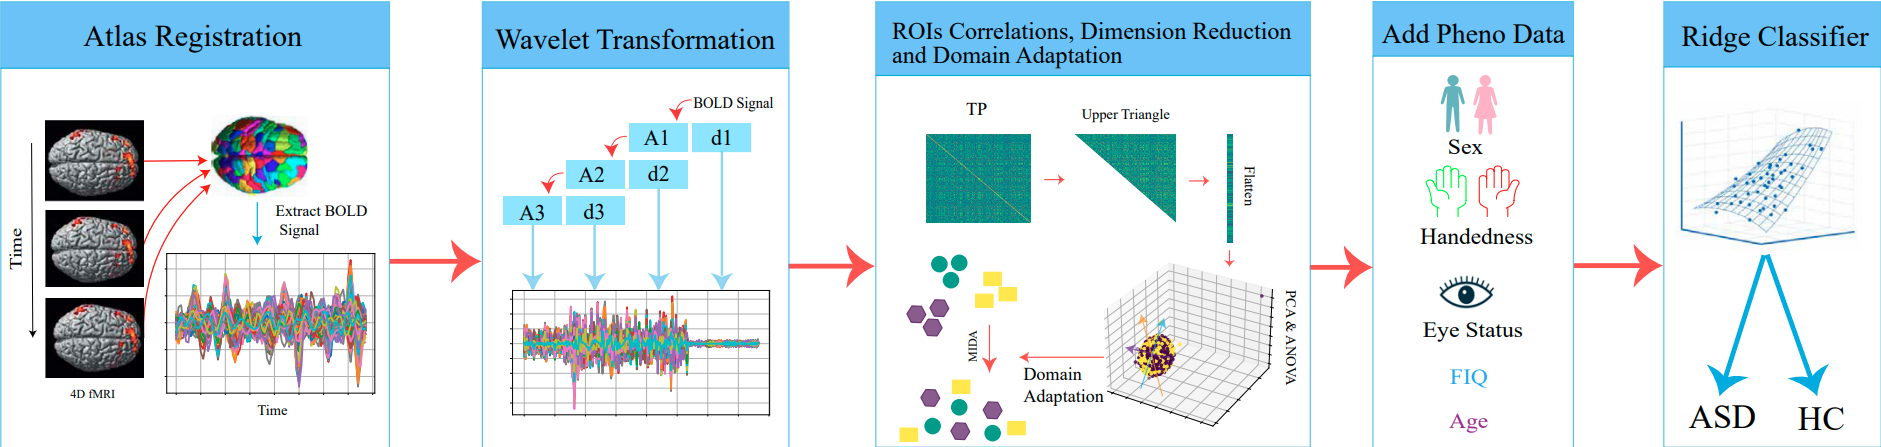 Atlas Registration
Time
4D fMRI
Extract BOLD
Signal
Time
Wavelet Transformation
BOLD Signal
A1 d1
A2 d2
A3 d3
ROIs Correlations, Dimension Reduction
and Domain Adaptation
TP
Upper Triangle
Flatten
PCA & ANOVA
MIDA
Domain
Adaptation
Add Pheno Data
Sex
Handedness
Eye Status
FIQ
Age
Ridge Classifier
ASD HC